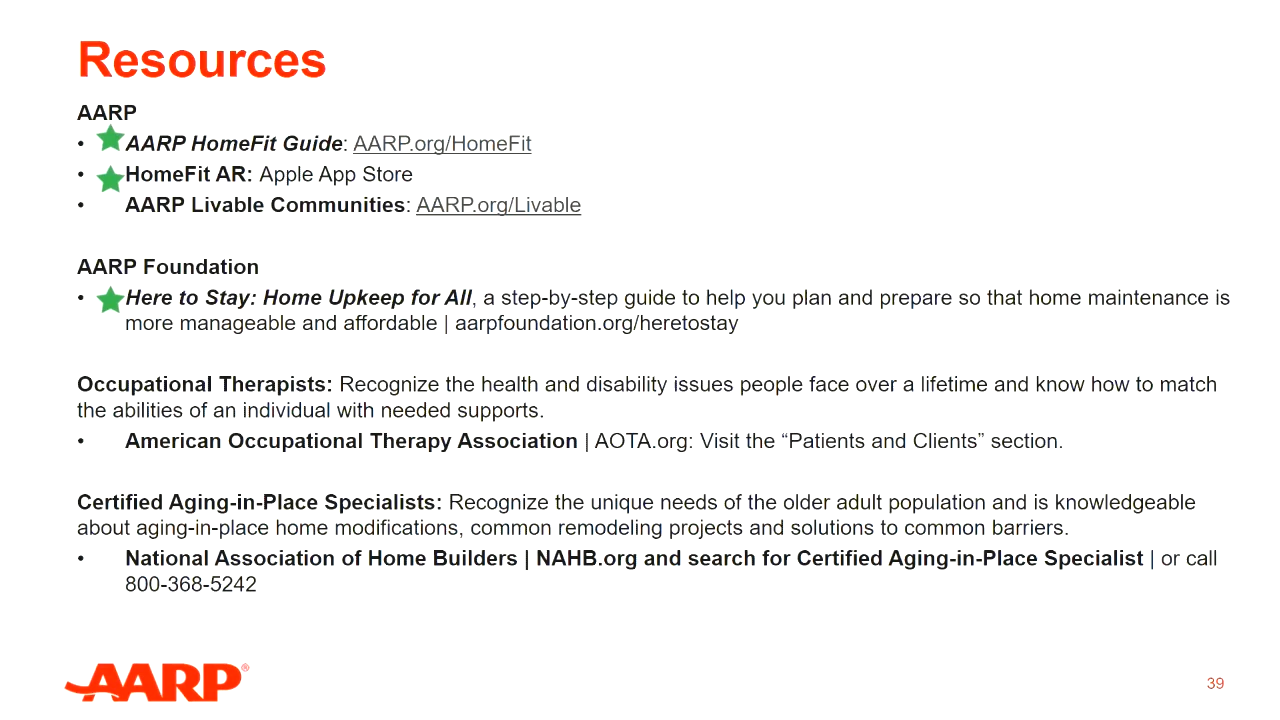 Resources
AARP
• AARP HomeFit Guide: AARP.org/HomeFit
• HomeFit AR: Apple App Store
• AARP Livable Communities: AARP.org/Livable
AARP Foundation
• Here to Stay: Home Upkeep for All, a step-by-step guide to help you plan and prepare so that home maintenance is
more manageable and affordable | aarpfoundation.org/heretostay
Occupational Therapists: Recognize the health and disability issues people face over a lifetime and know how to match
the abilities of an individual with needed supports.
• American Occupational Therapy Association | AOTA.org: Visit the “Patients and Clients” section.
Certified Aging-in-Place Specialists: Recognize the unique needs of the older adult population and is knowledgeable
about aging-in-place home modifications, common remodeling projects and solutions to common barriers.
• National Association of Home Builders | NAHB.org and search for Certified Aging-in-Place Specialist | or call
800-368-5242
AARP®
39